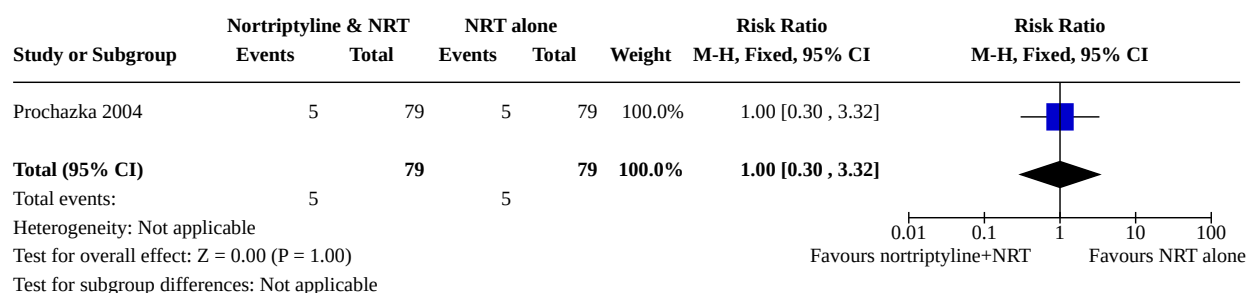 Nortriptyline & NRT NRT alone Risk Ratio Risk Ratio
Study or Subgroup Events Total Events Total Weight M-H, Fixed, 95% CI M-H, Fixed, 95% CI
Prochazka 2004 5 79 5 79 100.0% 1.00 [0.30 , 3.32]
Total (95% CI) 79 79 100.0% 1.00 [0.30 , 3.32]
Total events: 5 5
Heterogeneity: Not applicable
0.01 0.1 1 10 100
Test for overall effect: Z = 0.00 (P = 1.00) Favours nortriptyline+NRT Favours NRT alone
Test for subgroup differences: Not applicable